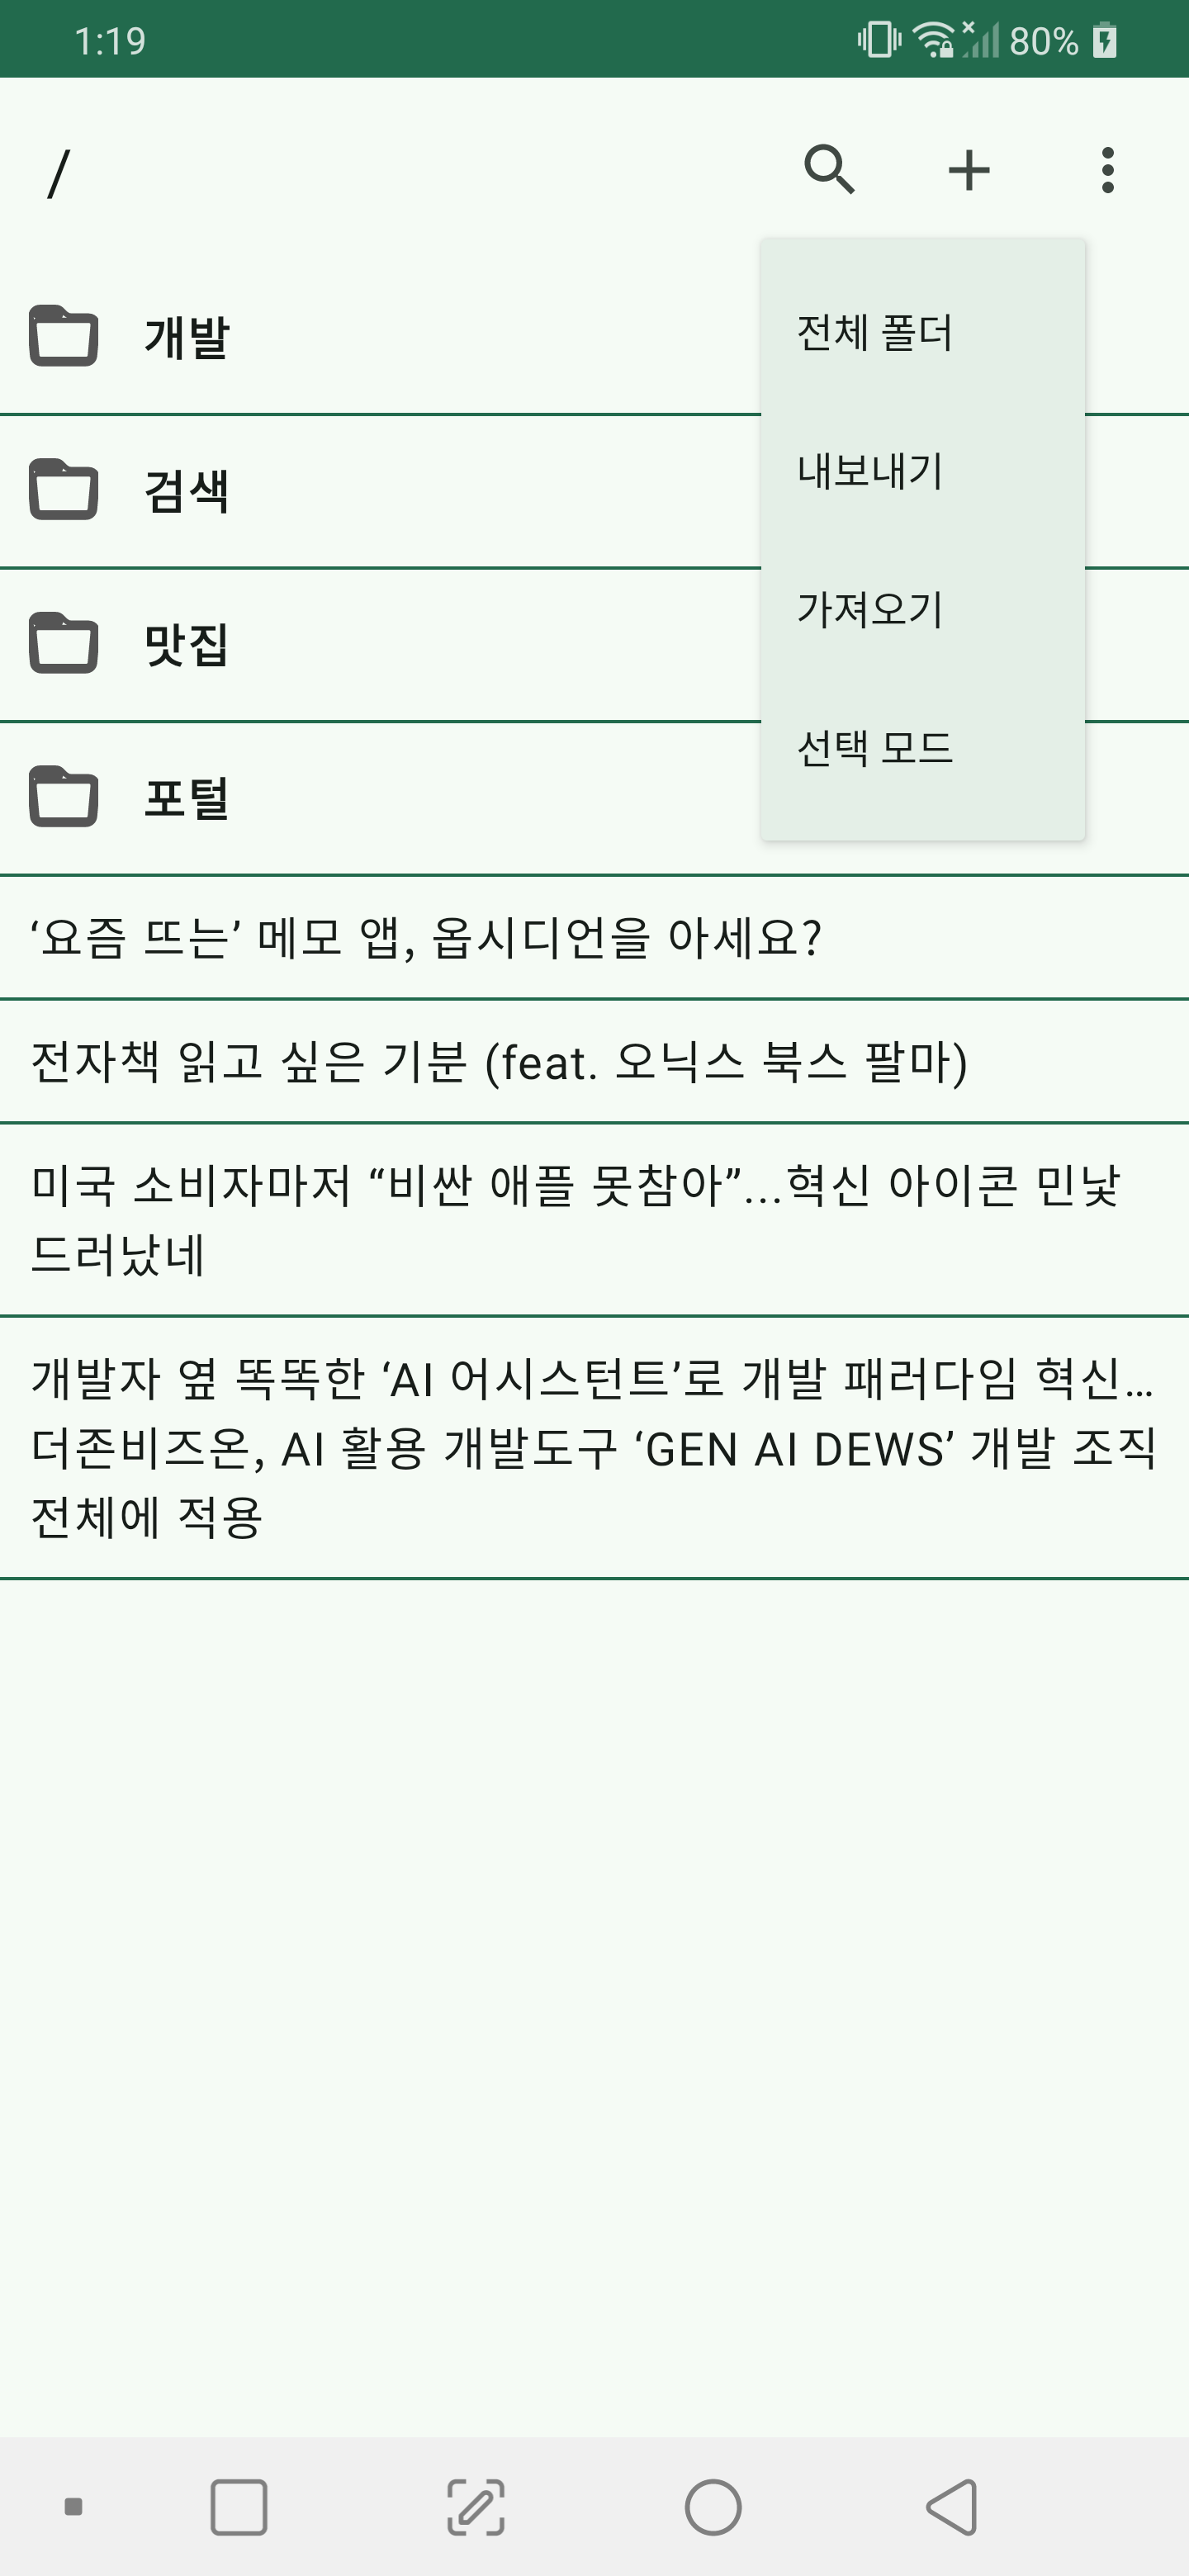 1:19
80%
/
전체 폴더
내보내기
가져오기
선택 모드
개발
검색
맛집
포털
‘요즘 뜨는’ 메모 앱, 옵시디언을 아세요?
전자책 읽고 싶은 기분 (feat. 오닉스 북스 팔마)
미국 소비자마저 “비싼 애플 못참아”...혁신 아이콘 민낯
드러났네
개발자 옆 똑똑한 ‘AI 어시스턴트’로 개발 패러다임 혁신…
더존비즈온, AI 활용 개발도구 ‘GEN AI DEWS’ 개발 조직
전체에 적용